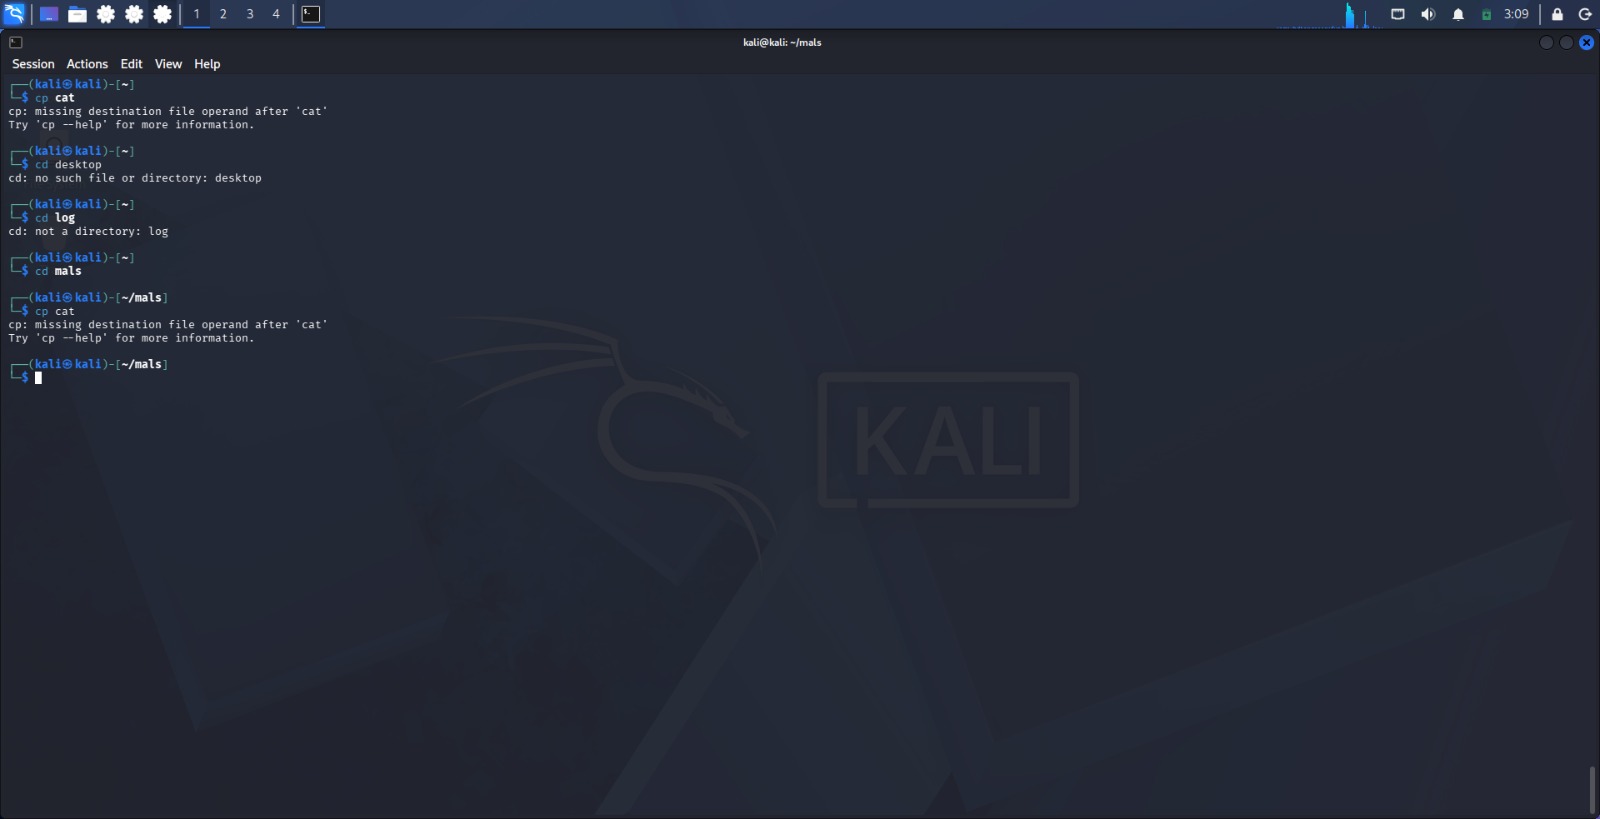 1 2 3 4 3:09
kali@kali: ~/mals
Session Actions Edit View Help
┌──(kali㉿kali)-[~]
└─$ cp cat
cp: missing destination file operand after 'cat'
Try 'cp --help' for more information.
┌──(kali㉿kali)-[~]
└─$ cd desktop
cd: no such file or directory: desktop
┌──(kali㉿kali)-[~]
└─$ cd log
cd: not a directory: log
┌──(kali㉿kali)-[~]
└─$ cd mals
┌──(kali㉿kali)-[~/mals]
└─$ cp cat
cp: missing destination file operand after 'cat'
Try 'cp --help' for more information.
┌──(kali㉿kali)-[~/mals]
└─$
KALI